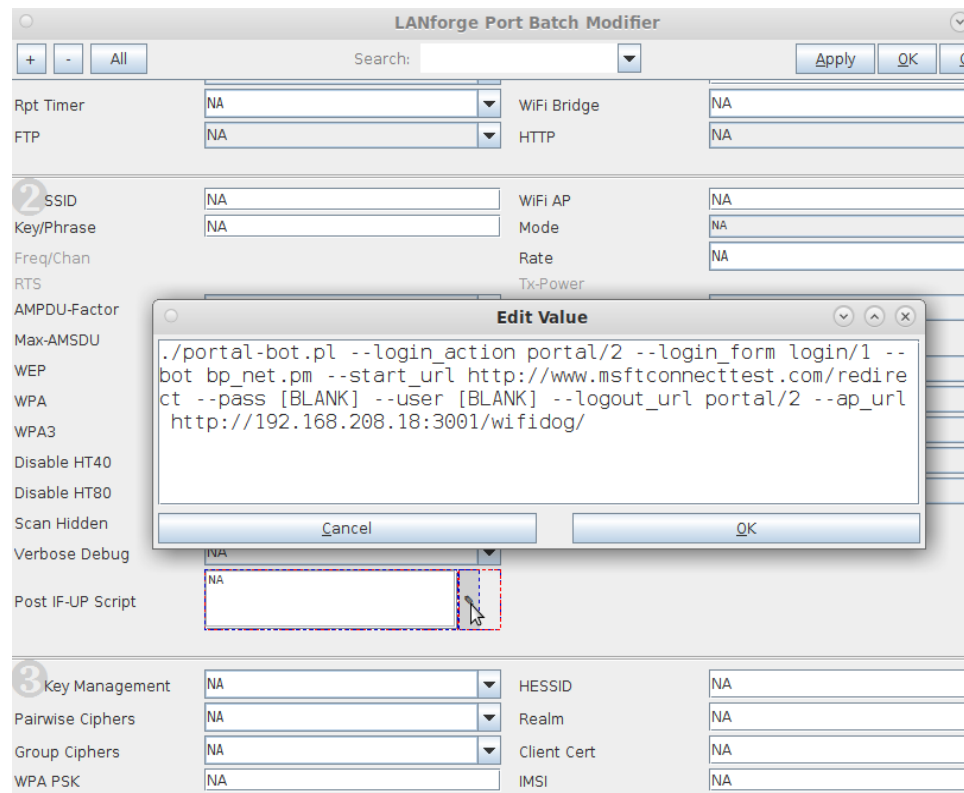 LANforge Port Batch Modifier
+ - All Search: Apply OK
Rpt Timer NA WiFi Bridge NA
FTP NA HTTP NA
2 SSID NA WiFi AP NA
Key/Phrase NA Mode NA
Freq/Chan Rate NA
RTS Tx-Power
AMPDU-Factor
Max-AMSDU
WEP
WPA
WPA3
Disable HT40
Disable HT80
Scan Hidden
Verbose Debug NA
Edit Value
./portal-bot.pl --login_action portal/2 --login_form login/1 --
bot bp_net.pm --start_url http://www.msftconnecttest.com/redire
ct --pass [BLANK] --user [BLANK] --logout_url portal/2 --ap_url
http://192.168.208.18:3001/wifidog/
Cancel OK
Post IF-UP Script NA
3 Key Management NA HESSID NA
Pairwise Ciphers NA Realm NA
Group Ciphers NA Client Cert NA
WPA PSK NA IMSI NA